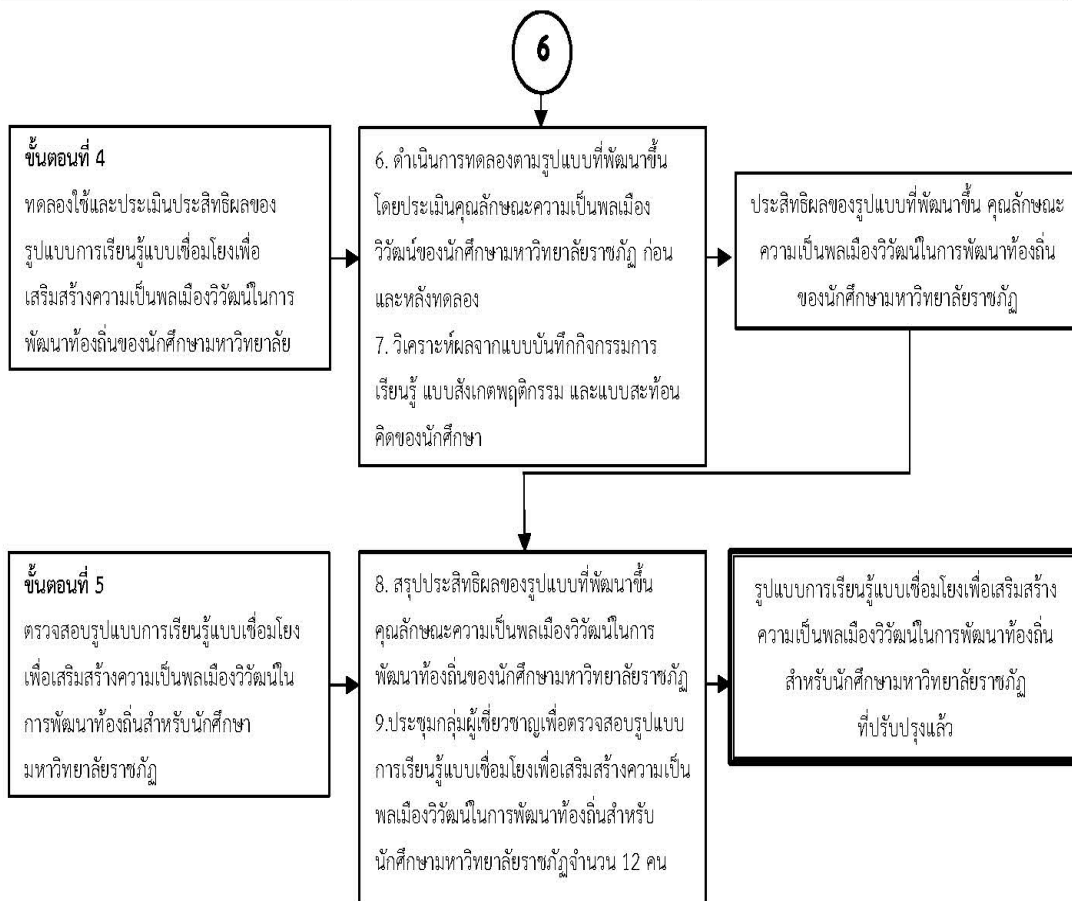 6
ขั้นตอนที่ 4
ทดลองใช้และประเมินประสิทธิผลของ
รูปแบบการเรียนรู้แบบเชื่อมโยงเพื่อ
เสริมสร้างความเป็นพลเมืองวิวัฒน์ในการ
พัฒนาท้องถิ่นของนักศึกษามหาวิทยาลัย
6. ดำเนินการทดลองตามรูปแบบที่พัฒนาขึ้น
โดยประเมินคุณลักษณะความเป็นพลเมือง
วิวัฒน์ของนักศึกษามหาวิทยาลัยราชภัฏ ก่อน
และหลังทดลอง
7. วิเคราะห์ผลจากแบบบันทึกกิจกรรมการ
เรียนรู้ แบบสังเกตพฤติกรรม และแบบสะท้อน
คิดของนักศึกษา
ประสิทธิผลของรูปแบบที่พัฒนาขึ้น คุณลักษณะ
ความเป็นพลเมืองวิวัฒน์ในการพัฒนาท้องถิ่น
ของนักศึกษามหาวิทยาลัยราชภัฏ
ขั้นตอนที่ 5
ตรวจสอบรูปแบบการเรียนรู้แบบเชื่อมโยง
เพื่อเสริมสร้างความเป็นพลเมืองวิวัฒน์ใน
การพัฒนาท้องถิ่นสำหรับนักศึกษา
มหาวิทยาลัยราชภัฏ
8. สรุปประสิทธิผลของรูปแบบที่พัฒนาขึ้น
คุณลักษณะความเป็นพลเมืองวิวัฒน์ในการ
พัฒนาท้องถิ่นของนักศึกษามหาวิทยาลัยราชภัฏ
9.ประชุมกลุ่มผู้เชี่ยวชาญเพื่อตรวจสอบรูปแบบ
การเรียนรู้แบบเชื่อมโยงเพื่อเสริมสร้างความเป็น
พลเมืองวิวัฒน์ในการพัฒนาท้องถิ่นสำหรับ
นักศึกษามหาวิทยาลัยราชภัฏจำนวน 12 คน
รูปแบบการเรียนรู้แบบเชื่อมโยงเพื่อเสริมสร้าง
ความเป็นพลเมืองวิวัฒน์ในการพัฒนาท้องถิ่น
สำหรับนักศึกษามหาวิทยาลัยราชภัฏ
ที่ปรับปรุงแล้ว